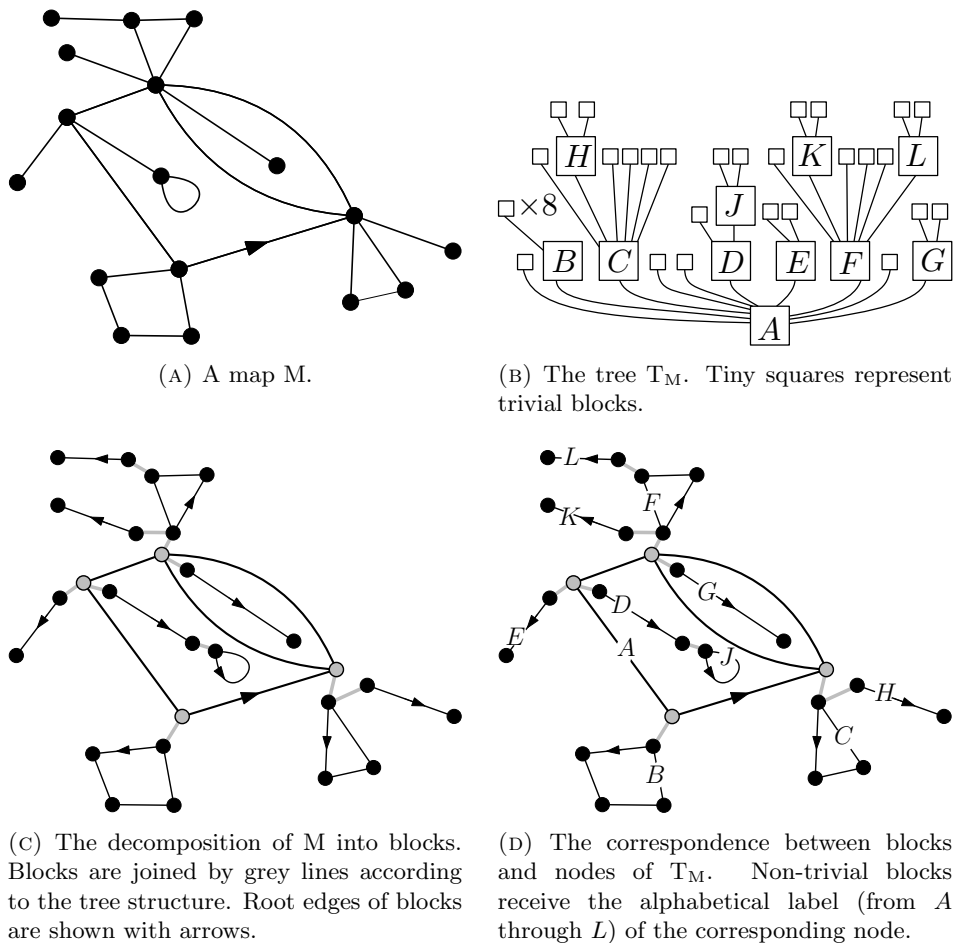 H
K
L
×8
J
B
C
D
E
F
G
A
(A) A map M.
(B) The tree T_M. Tiny squares represent
trivial blocks.
L
F
K
G
D
E
A
J
H
C
B
(C) The decomposition of M into blocks.
Blocks are joined by grey lines according
to the tree structure. Root edges of blocks
are shown with arrows.
(D) The correspondence between blocks
and nodes of T_M. Non-trivial blocks
receive the alphabetical label (from A
through L) of the corresponding node.